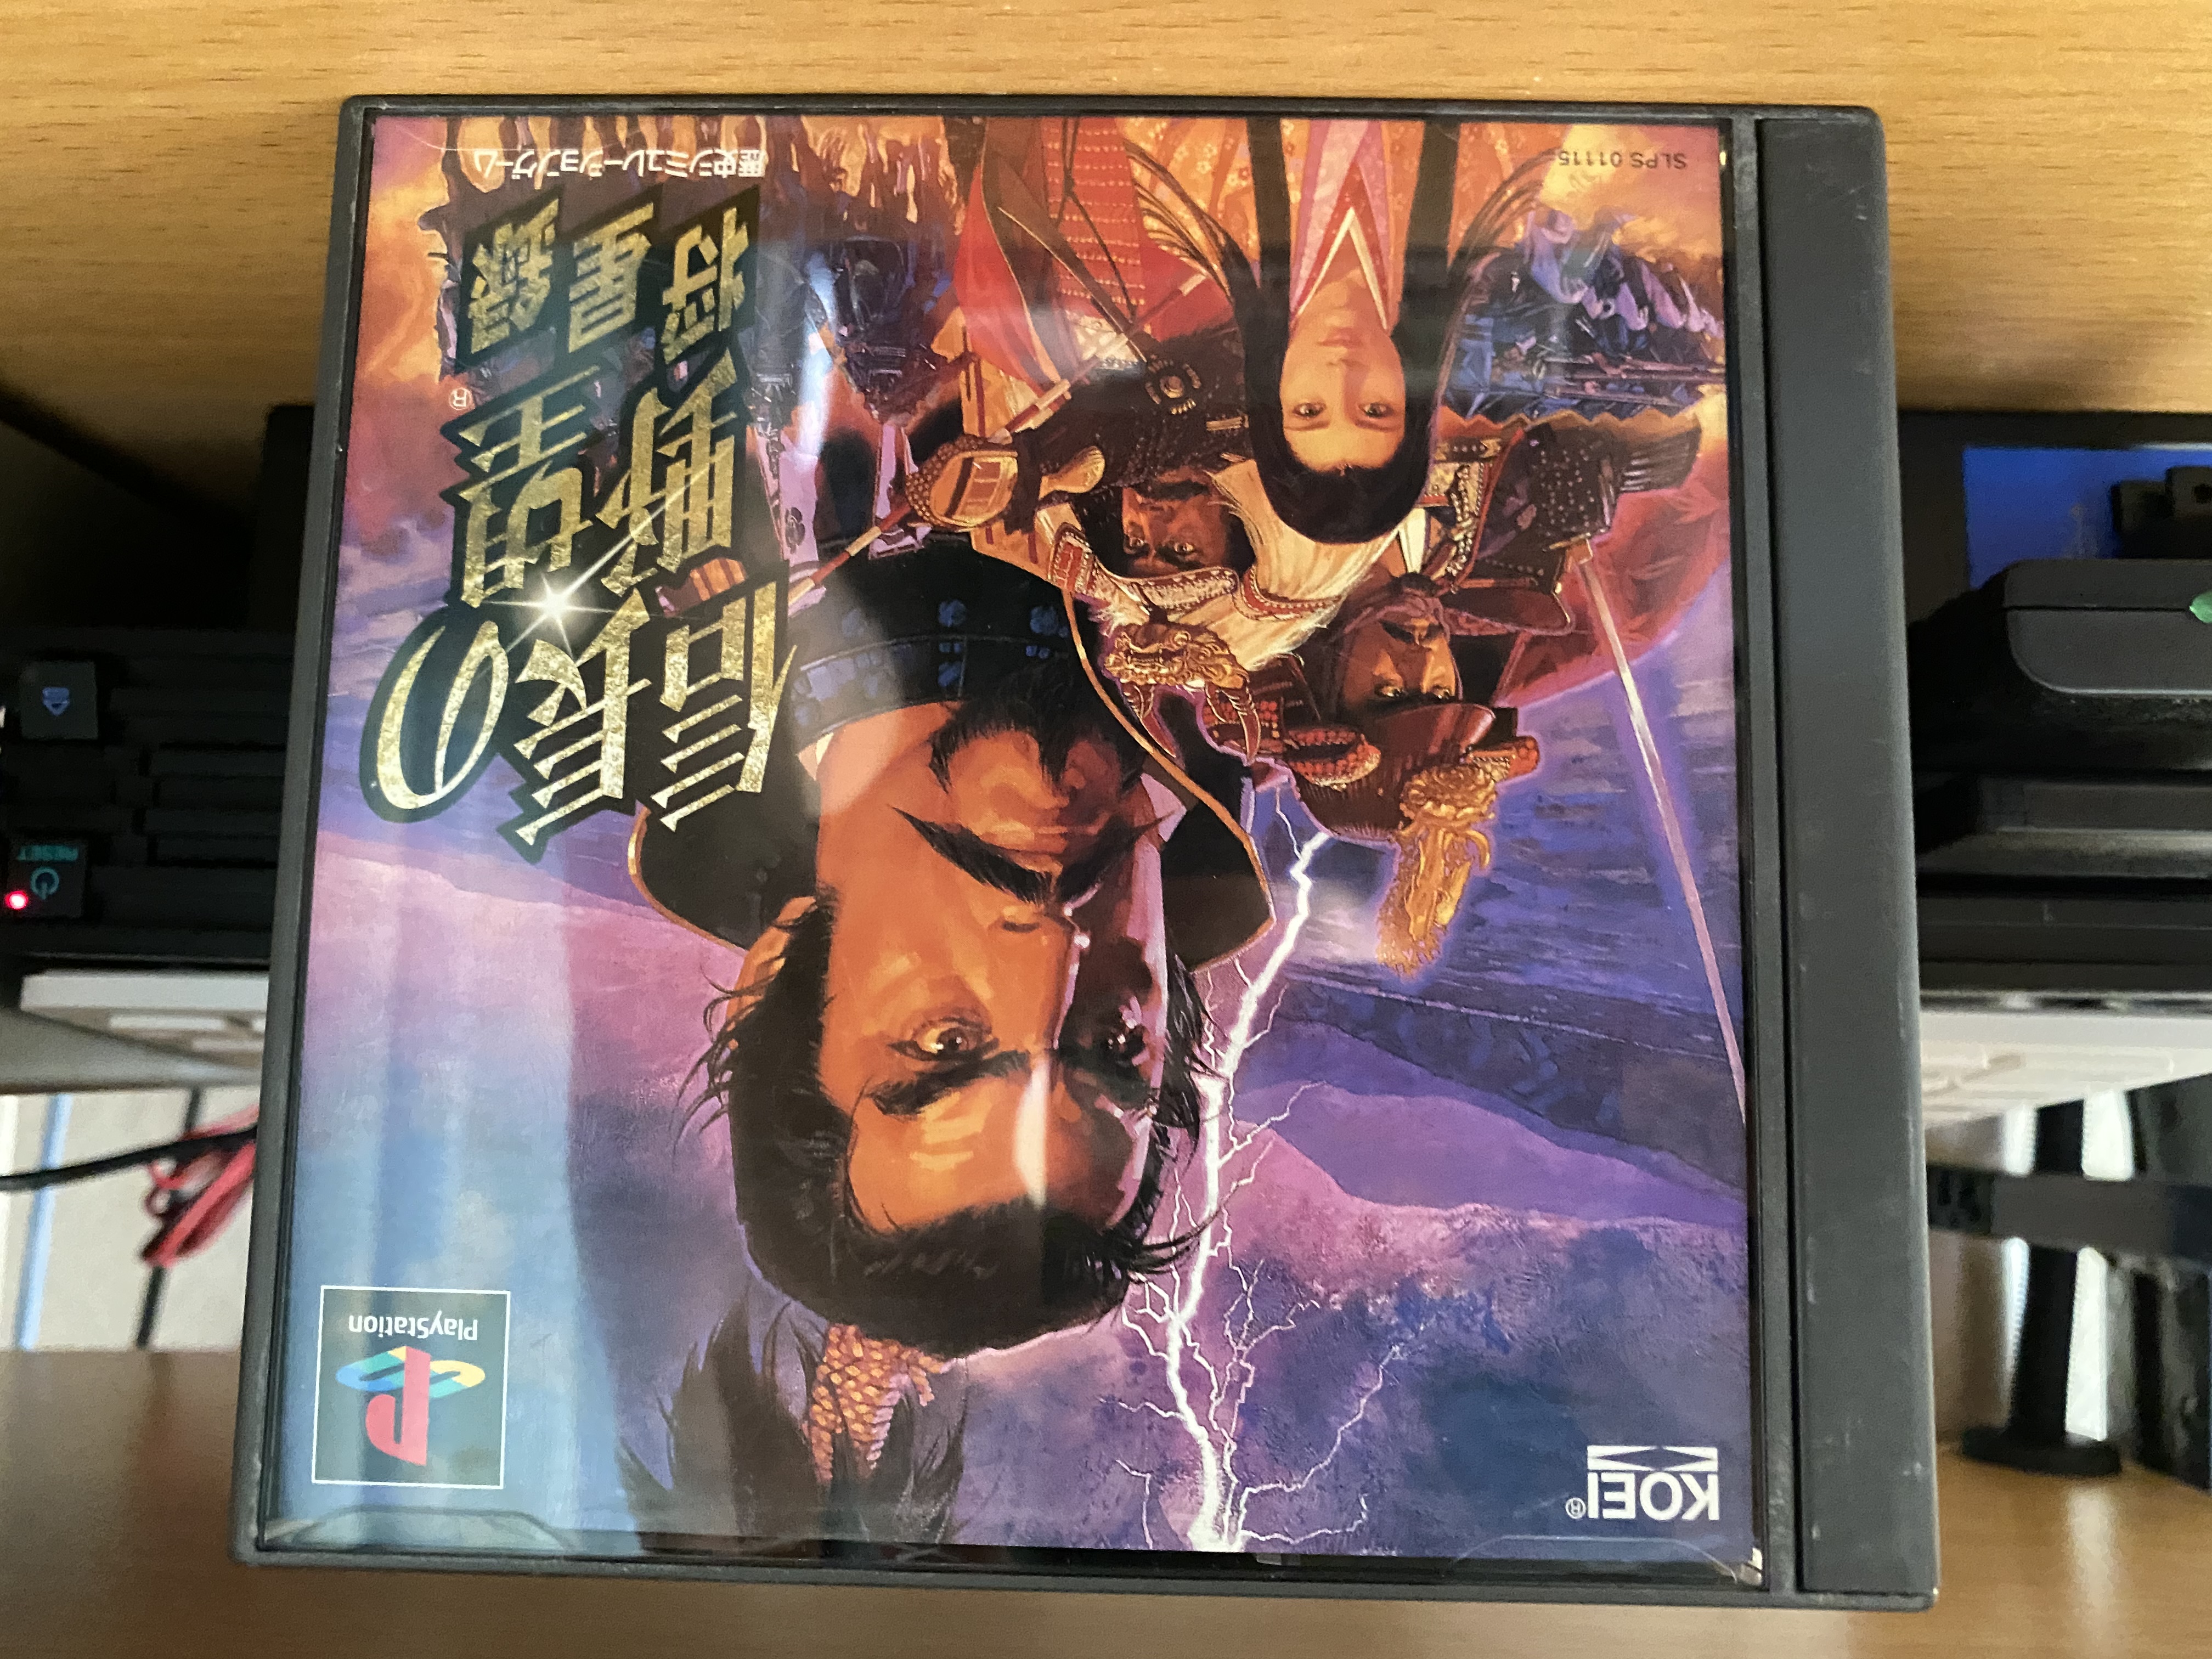 KOEI®
PlayStation
信長の
野望®
将星録
歴史シミュレーションゲーム
SLPS 01115
RESET